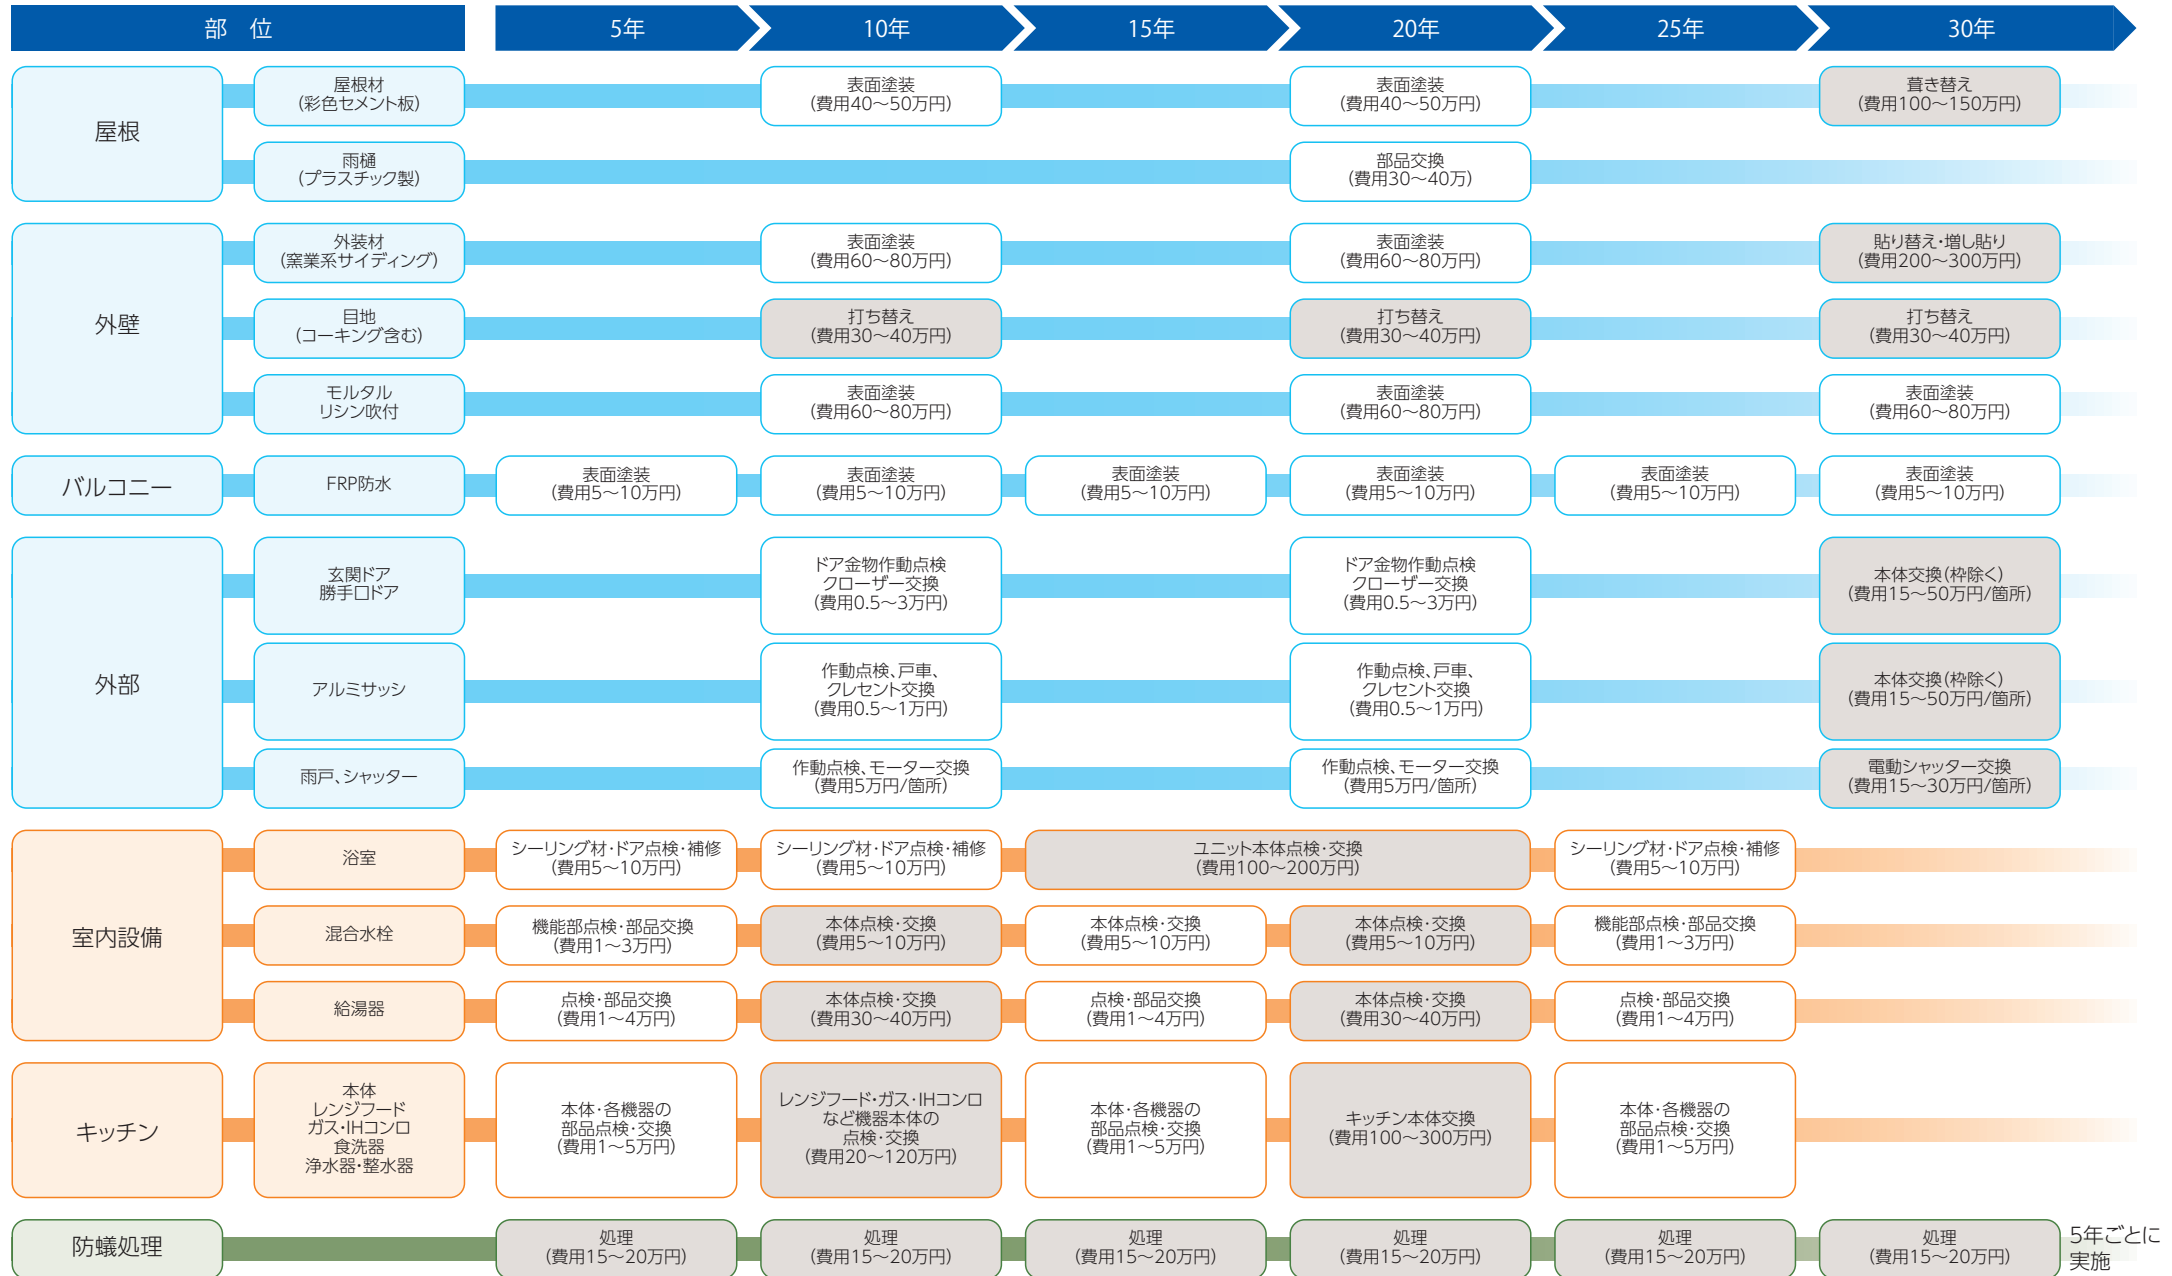 部　位
5年
10年
15年
20年
25年
30年
屋根
屋根材
(彩色セメント板)
表面塗装
(費用40～50万円)
表面塗装
(費用40～50万円)
葺き替え
(費用100～150万円)
雨樋
(プラスチック製)
部品交換
(費用30～40万)
外壁
外装材
(窯業系サイディング)
表面塗装
(費用60～80万円)
表面塗装
(費用60～80万円)
貼り替え・増し貼り
(費用200～300万円)
目地
(コーキング含む)
打ち替え
(費用30～40万円)
打ち替え
(費用30～40万円)
打ち替え
(費用30～40万円)
モルタル
リシン吹付
表面塗装
(費用60～80万円)
表面塗装
(費用60～80万円)
表面塗装
(費用60～80万円)
バルコニー
FRP防水
表面塗装
(費用5～10万円)
表面塗装
(費用5～10万円)
表面塗装
(費用5～10万円)
表面塗装
(費用5～10万円)
表面塗装
(費用5～10万円)
表面塗装
(費用5～10万円)
外部
玄関ドア
勝手口ドア
ドア金物作動点検
クローザー交換
(費用0.5～3万円)
ドア金物作動点検
クローザー交換
(費用0.5～3万円)
本体交換(枠除く)
(費用15～50万円/箇所)
アルミサッシ
作動点検、戸車、
クレセント交換
(費用0.5～1万円)
作動点検、戸車、
クレセント交換
(費用0.5～1万円)
本体交換(枠除く)
(費用15～50万円/箇所)
雨戸、シャッター
作動点検、モーター交換
(費用5万円/箇所)
作動点検、モーター交換
(費用5万円/箇所)
電動シャッター交換
(費用15～30万円/箇所)
室内設備
浴室
シーリング材・ドア点検・補修
(費用5～10万円)
シーリング材・ドア点検・補修
(費用5～10万円)
ユニット本体点検・交換
(費用100～200万円)
シーリング材・ドア点検・補修
(費用5～10万円)
混合水栓
機能部点検・部品交換
(費用1～3万円)
本体点検・交換
(費用5～10万円)
本体点検・交換
(費用5～10万円)
本体点検・交換
(費用5～10万円)
機能部点検・部品交換
(費用1～3万円)
給湯器
点検・部品交換
(費用1～4万円)
本体点検・交換
(費用30～40万円)
点検・部品交換
(費用1～4万円)
本体点検・交換
(費用30～40万円)
点検・部品交換
(費用1～4万円)
キッチン
本体
レンジフード
ガス・IHコンロ
食洗器
浄水器・整水器
本体・各機器の
部品点検・交換
(費用1～5万円)
レンジフード・ガス・IHコンロ
など機器本体の
点検・交換
(費用20～120万円)
本体・各機器の
部品点検・交換
(費用1～5万円)
キッチン本体交換
(費用100～300万円)
本体・各機器の
部品点検・交換
(費用1～5万円)
防蟻処理
処理
(費用15～20万円)
処理
(費用15～20万円)
処理
(費用15～20万円)
処理
(費用15～20万円)
処理
(費用15～20万円)
処理
(費用15～20万円)
5年ごとに
実施